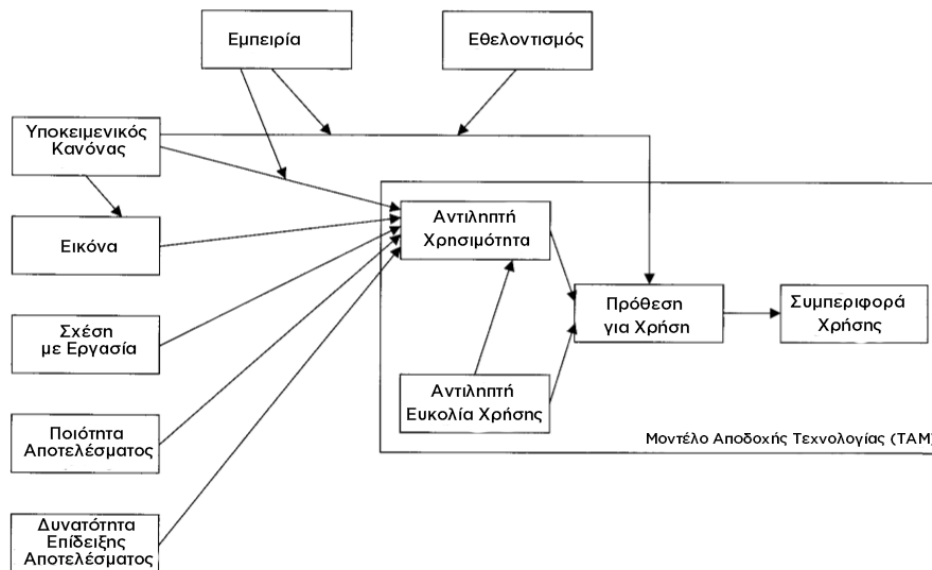 Εμπειρία
Εθελοντισμός
Υποκειμενικός
Κανόνας
Εικόνα
Σχέση
με Εργασία
Ποιότητα
Αποτελέσματος
Δυνατότητα
Επίδειξης
Αποτελέσματος
Αντιληπτή
Χρησιμότητα
Αντιληπτή
Ευκολία Χρήσης
Πρόθεση
για Χρήση
Συμπεριφορά
Χρήσης
Μοντέλο Αποδοχής Τεχνολογίας (TAM)